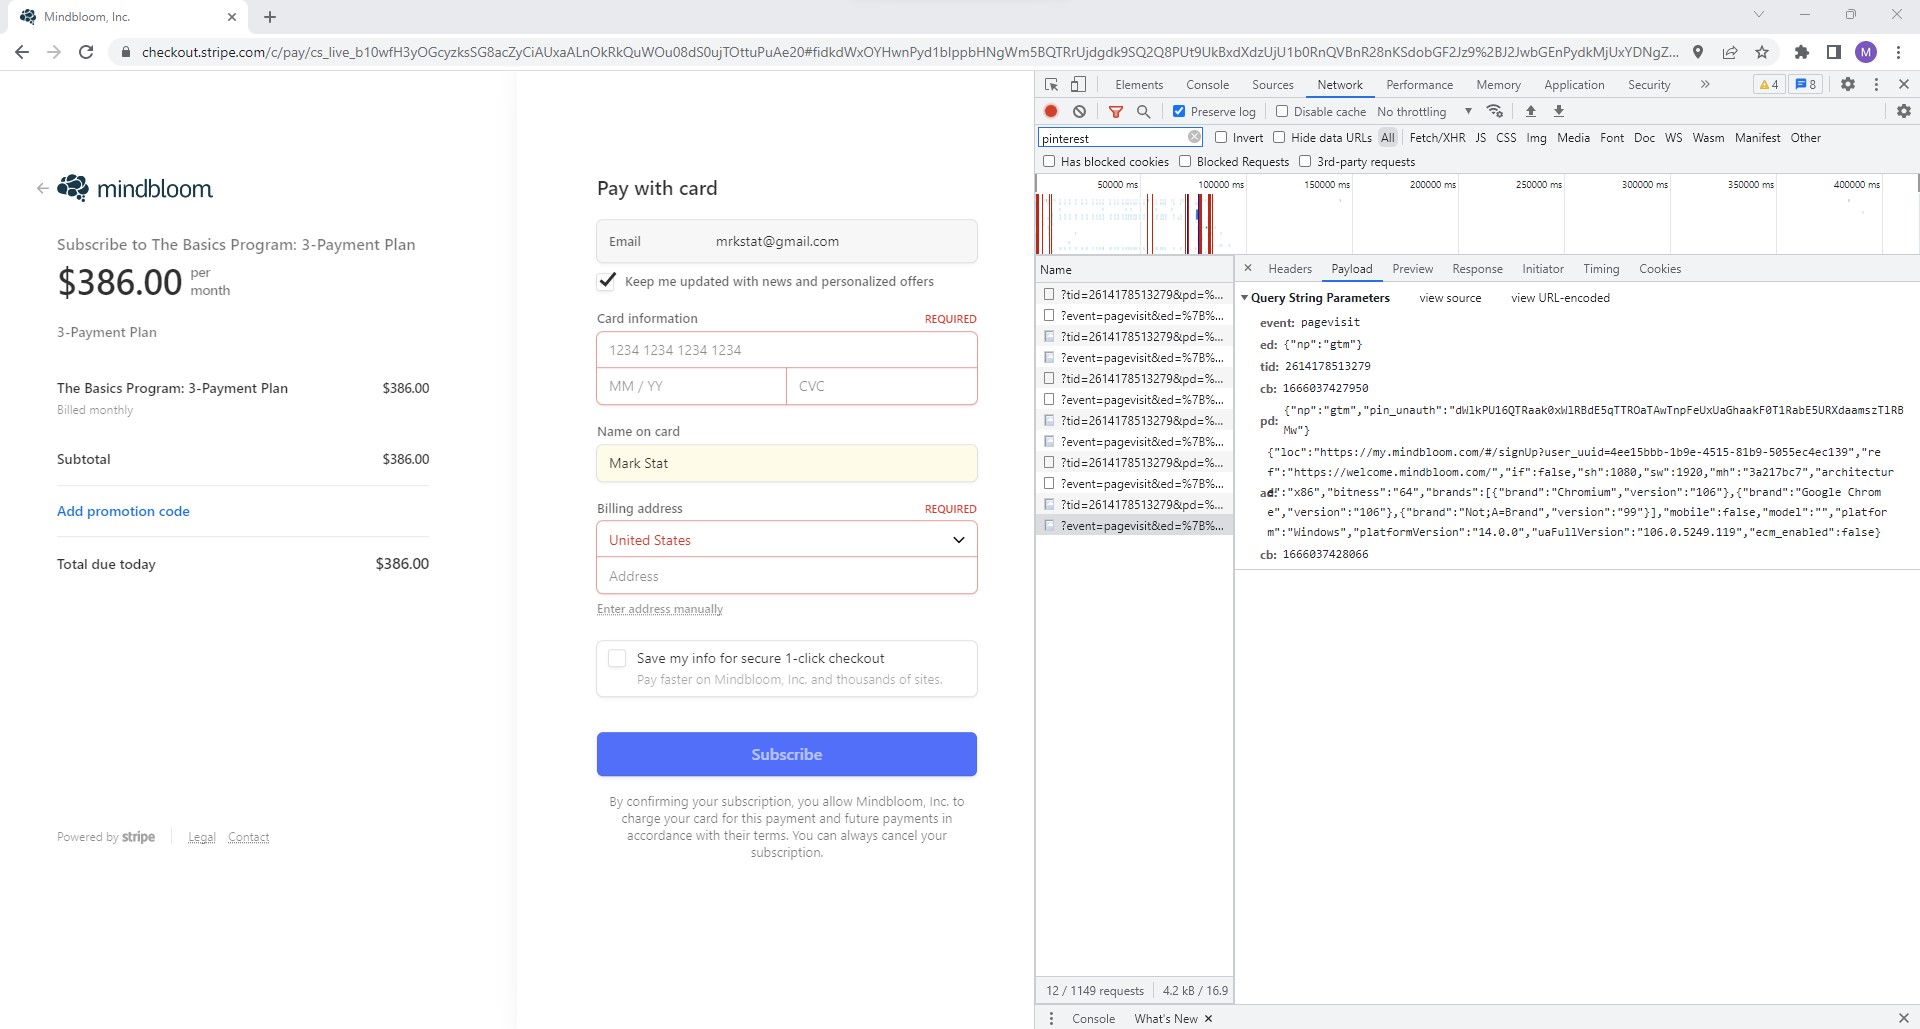 Mindbloom, Inc.
checkout.stripe.com/c/pay/cs_live_b10wfH3yOGcyzksSG8acZyCiAUxaALnOkRkQuWOu08dS0ujTOttuPuAe20#fidkdWxOYHwnPyd1blppbHNgWm5BQTRrUjdgdk9SQ2Q8PUt9UkBxdXdzUjU1b0RnQVBnR28nKSdobGF2Jz9%2BJ2JwbGEnPydkMjUxYDNgZ...
M
Elements Console Sources Network Performance Memory Application Security » 4 8
Preserve log Disable cache No throttling
pinterest Invert Hide data URLs All Fetch/XHR JS CSS Img Media Font Doc WS Wasm Manifest Other
Has blocked cookies Blocked Requests 3rd-party requests
50000 ms 100000 ms 150000 ms 200000 ms 250000 ms 300000 ms 350000 ms 400000 ms
mindbloom
Subscribe to The Basics Program: 3-Payment Plan
$386.00 per
month
3-Payment Plan
The Basics Program: 3-Payment Plan $386.00
Billed monthly
Subtotal $386.00
Add promotion code
Total due today $386.00
Powered by stripe Legal Contact
Pay with card
Email mrkstat@gmail.com
Keep me updated with news and personalized offers
Card information REQUIRED
1234 1234 1234 1234
MM / YY CVC
Name on card
Mark Stat
Billing address REQUIRED
United States
Address
Enter address manually
Save my info for secure 1-click checkout
Pay faster on Mindbloom, Inc. and thousands of sites.
Subscribe
By confirming your subscription, you allow Mindbloom, Inc. to
charge your card for this payment and future payments in
accordance with their terms. You can always cancel your
subscription.
Name
?tid=2614178513279&pd=%...
?event=pagevisit&ed=%7B%...
?tid=2614178513279&pd=%...
?event=pagevisit&ed=%7B%...
?tid=2614178513279&pd=%...
?event=pagevisit&ed=%7B%...
?tid=2614178513279&pd=%...
?event=pagevisit&ed=%7B%...
?tid=2614178513279&pd=%...
?event=pagevisit&ed=%7B%...
?tid=2614178513279&pd=%...
?event=pagevisit&ed=%7B%...
12 / 1149 requests 4.2 kB / 16.9
Headers Payload Preview Response Initiator Timing Cookies
Query String Parameters view source view URL-encoded
event: pagevisit
ed: {"np":"gtm"}
tid: 2614178513279
cb: 1666037427950
pd: {"np":"gtm","pin_unauth":"dWlkPU16QTRaak0xWlRBdE5qTTROaTAwTnpFeUxUaGhaakF0T1RabE5URXdaamszTlRB
Mw"}
{"loc":"https://my.mindbloom.com/#/signUp?user_uuid=4ee15bbb-1b9e-4515-81b9-5055ec4ec139","re
f":"https://welcome.mindbloom.com/","if":false,"sh":1080,"sw":1920,"mh":"3a217bc7","architectur
ad: e":"x86","bitness":"64","brands":[{"brand":"Chromium","version":"106"},{"brand":"Google Chrom
e","version":"106"},{"brand":"Not;A=Brand","version":"99"}],"mobile":false,"model":"","platfor
m":"Windows","platformVersion":"14.0.0","uaFullVersion":"106.0.5249.119","ecm_enabled":false}
cb: 1666037428066
Console What's New